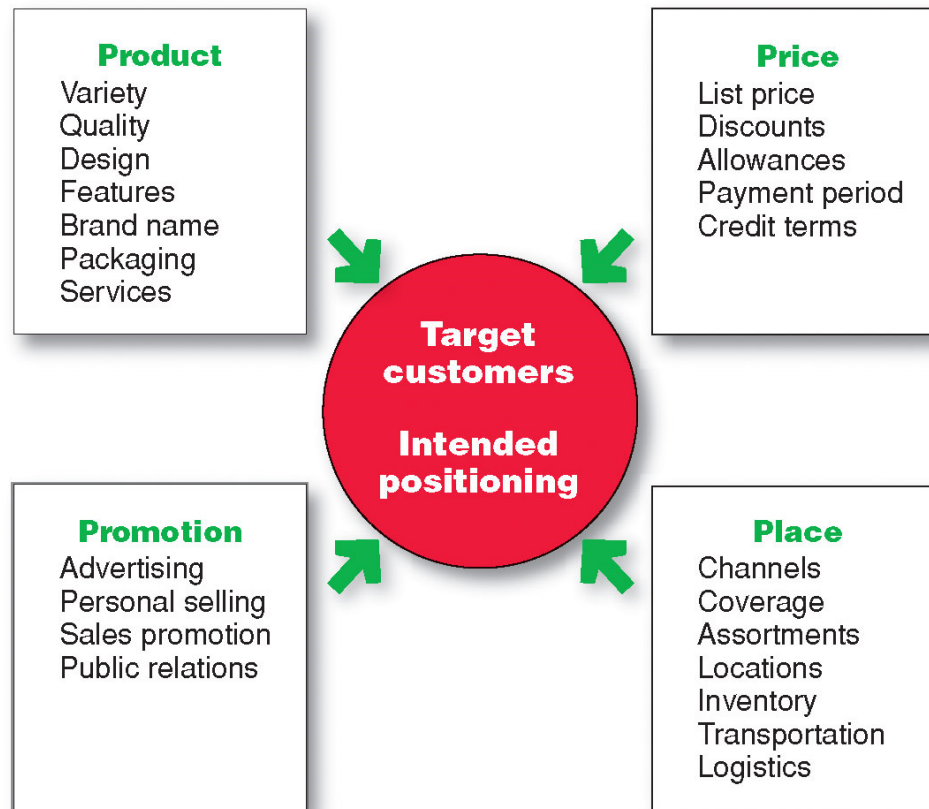 Product
Variety
Quality
Design
Features
Brand name
Packaging
Services
Price
List price
Discounts
Allowances
Payment period
Credit terms
Target
customers
Intended
positioning
Promotion
Advertising
Personal selling
Sales promotion
Public relations
Place
Channels
Coverage
Assortments
Locations
Inventory
Transportation
Logistics